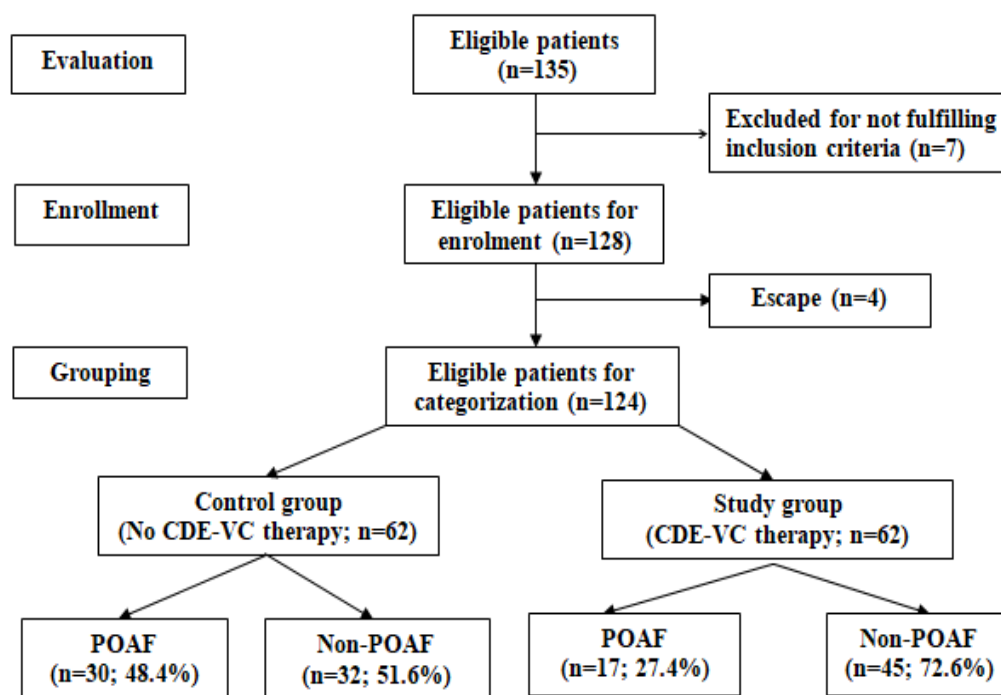 Evaluation
Eligible patients
(n=135)
Excluded for not fulfilling
inclusion criteria (n=7)
Enrollment
Eligible patients for
enrolment (n=128)
Escape (n=4)
Grouping
Eligible patients for
categorization (n=124)
Control group
(No CDE-VC therapy; n=62)
Study group
(CDE-VC therapy; n=62)
POAF
(n=30; 48.4%)
Non-POAF
(n=32; 51.6%)
POAF
(n=17; 27.4%)
Non-POAF
(n=45; 72.6%)